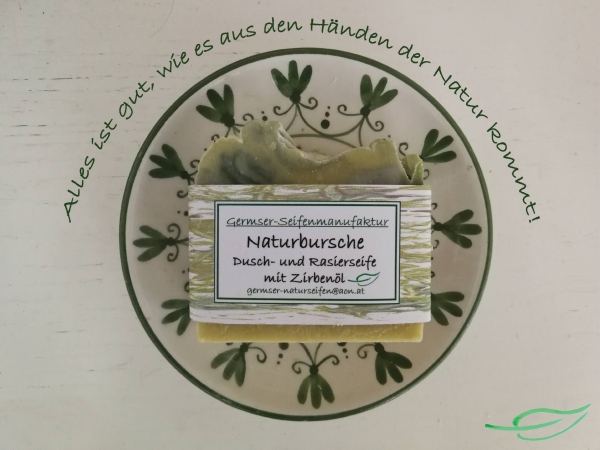 Alles ist gut, wie es aus den Händen der Natur kommt!
Germser-Seifenmanufaktur
Naturbursche
Dusch- und Rasierseife
mit Zirbenöl
germser-naturseifen@aon.at